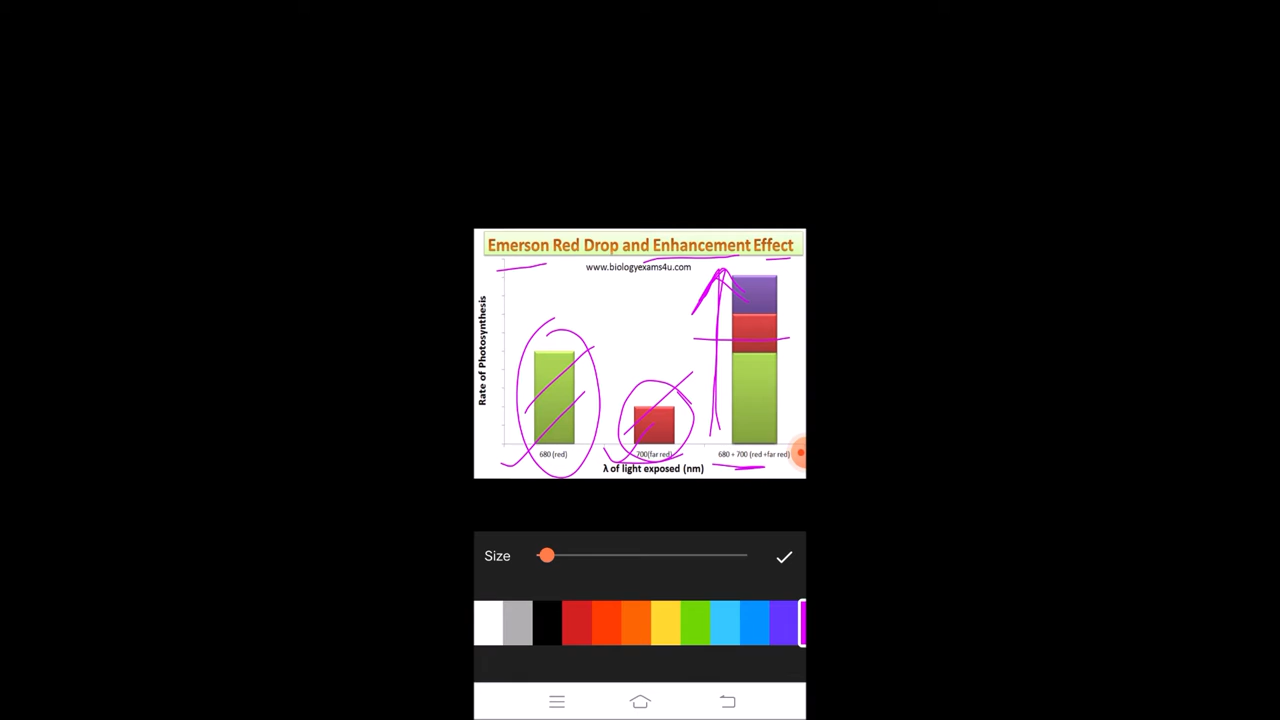 Emerson Red Drop and Enhancement Effect
www.biologyexams4u.com
Rate of Photosynthesis
680 (red)
700(far red)
680 + 700 (red +far red)
λ of light exposed (nm)
Size